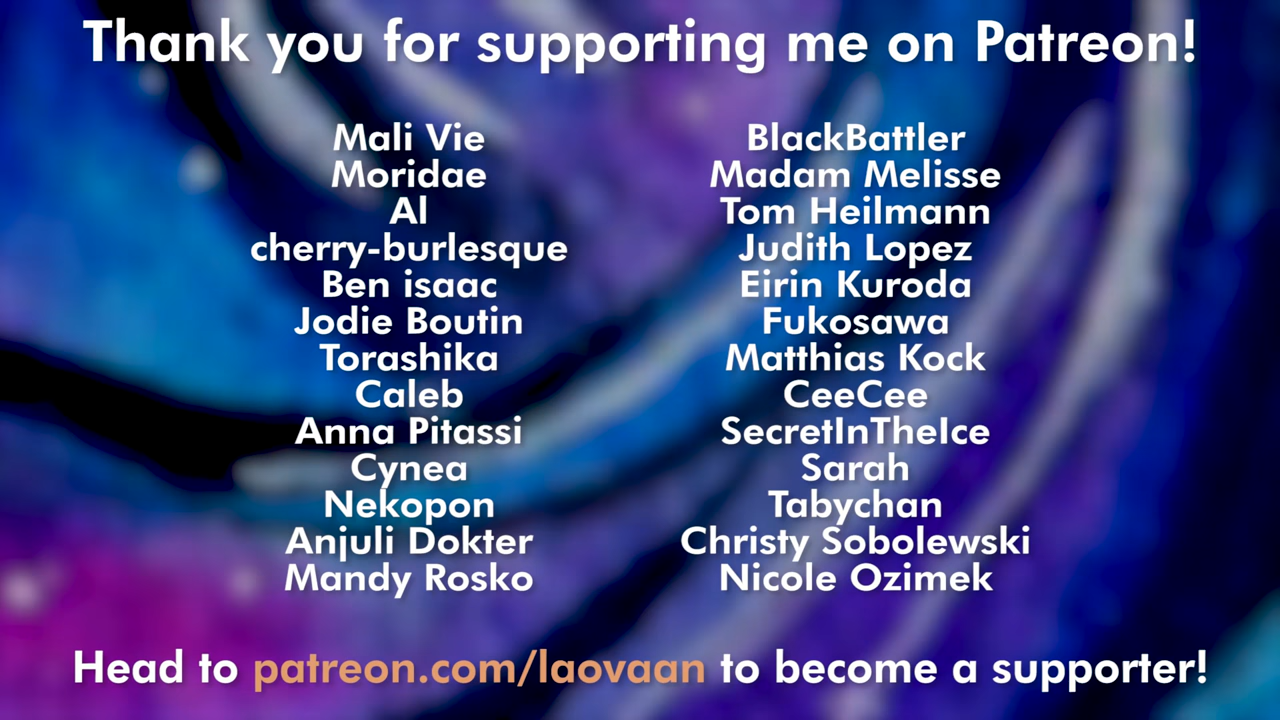 Thank you for supporting me on Patreon!
Mali Vie
Moridae
Al
cherry-burlesque
Ben isaac
Jodie Boutin
Torashika
Caleb
Anna Pitassi
Cynea
Nekopon
Anjuli Dokter
Mandy Rosko
BlackBattler
Madam Melisse
Tom Heilmann
Judith Lopez
Eirin Kuroda
Fukosawa
Matthias Kock
CeeCee
SecretInTheIce
Sarah
Tabychan
Christy Sobolewski
Nicole Ozimek
Head to patreon.com/laovaan to become a supporter!